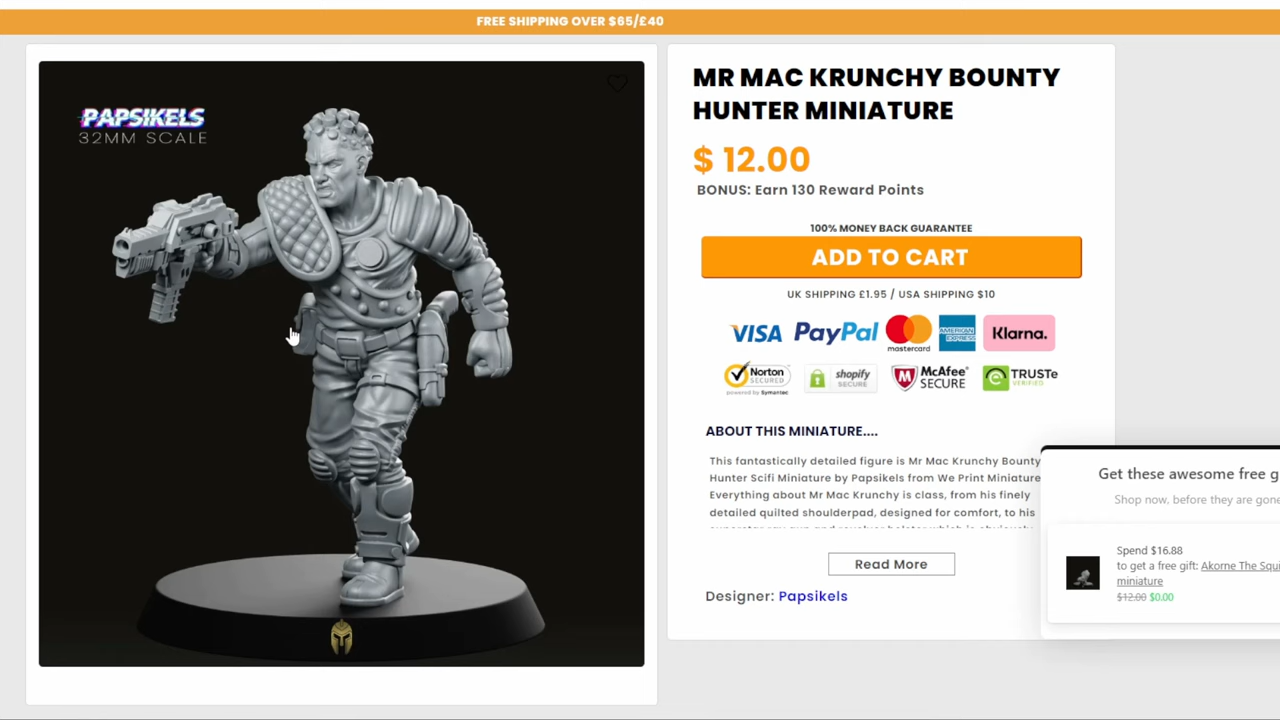 FREE SHIPPING OVER $65/£40
PAPSIKELS
32MM SCALE
MR MAC KRUNCHY BOUNTY
HUNTER MINIATURE
$ 12.00
BONUS: Earn 130 Reward Points
100% MONEY BACK GUARANTEE
ADD TO CART
UK SHIPPING £1.95 / USA SHIPPING $10
VISA PayPal mastercard AMERICAN EXPRESS Klarna.
Norton SECURED powered by Symantec shopify SECURE McAfee SECURE TRUSTe VERIFIED
ABOUT THIS MINIATURE....
This fantastically detailed figure is Mr Mac Krunchy Bounty
Hunter Scifi Miniature by Papsikels from We Print Miniature
Everything about Mr Mac Krunchy is class, from his finely
detailed quilted shoulderpad, designed for comfort, to his
Read More
Designer: Papsikels
Get these awesome free g
Shop now, before they are gone
Spend $16.88
to get a free gift: Akorne The Squi
miniature
$12.00 $0.00